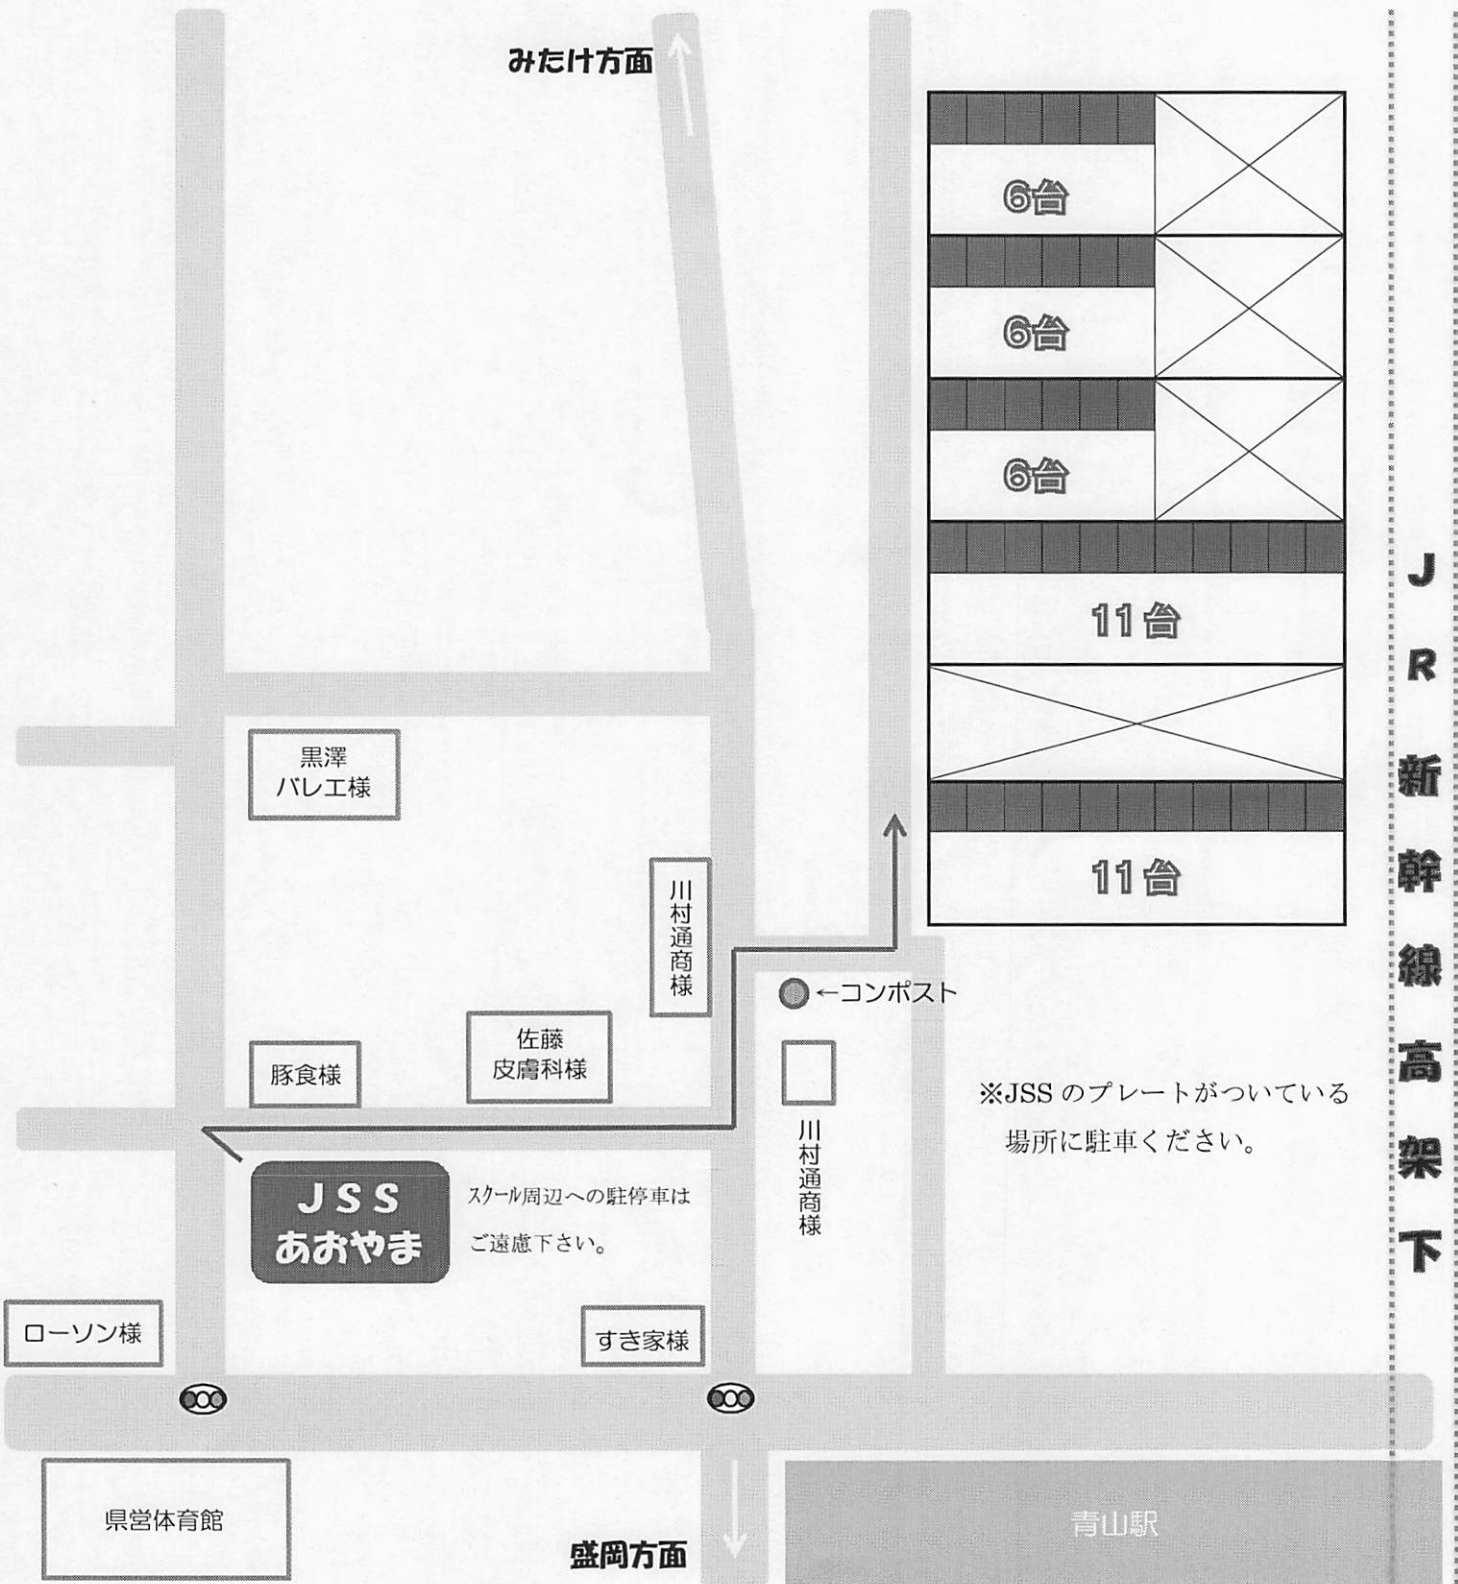 みたけ方面
6台
6台
6台
11台
11台
JR新幹線高架下
黒澤
バレエ様
川村通商様
←コンポスト
佐藤
皮膚科様
豚食様
川村通商様
※JSSのプレートがついている
場所に駐車ください。
JSS
あおやま
スクール周辺への駐停車は
ご遠慮下さい。
ローソン様
すき家様
県営体育館
盛岡方面
青山駅